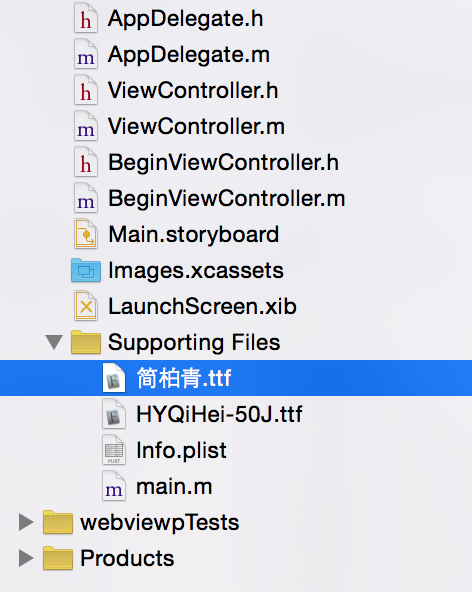 AppDelegate.h
AppDelegate.m
ViewController.h
ViewController.m
BeginViewController.h
BeginViewController.m
Main.storyboard
Images.xcassets
LaunchScreen.xib
Supporting Files
简柏青.ttf
HYQiHei-50J.ttf
Info.plist
main.m
webviewpTests
Products